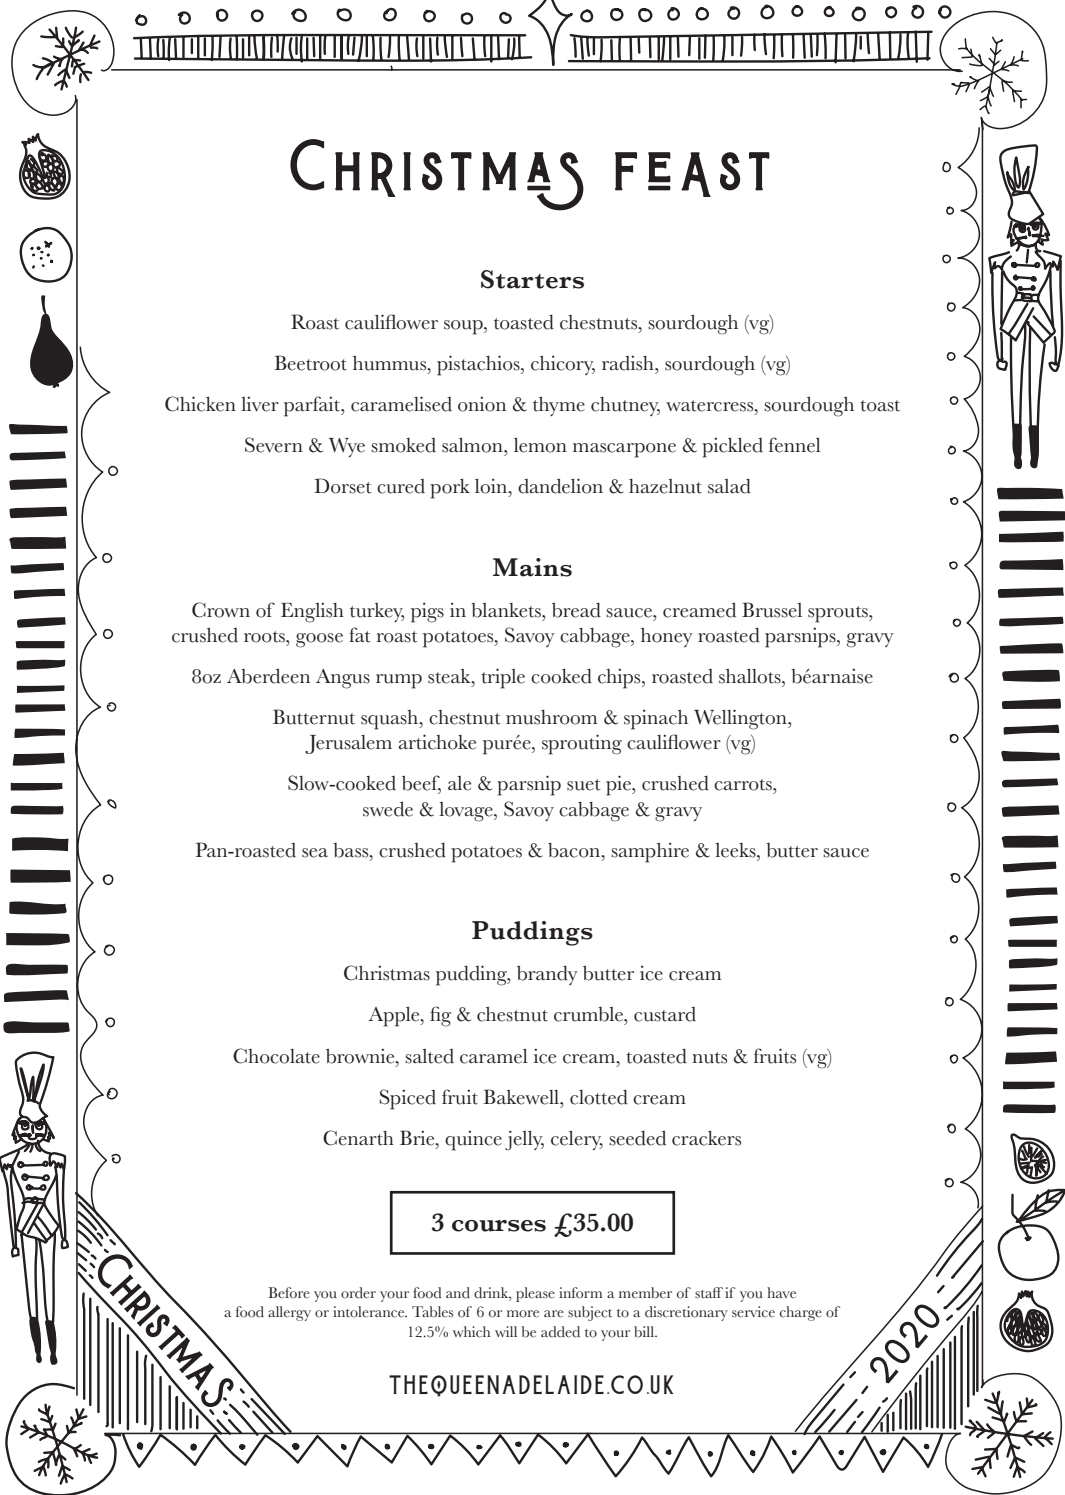 Christmas feast
Starters
Roast cauliflower soup, toasted chestnuts, sourdough (vg)
Beetroot hummus, pistachios, chicory, radish, sourdough (vg)
Chicken liver parfait, caramelised onion & thyme chutney, watercress, sourdough toast
Severn & Wye smoked salmon, lemon mascarpone & pickled fennel
Dorset cured pork loin, dandelion & hazelnut salad
Mains
Crown of English turkey, pigs in blankets, bread sauce, creamed Brussel sprouts,
crushed roots, goose fat roast potatoes, Savoy cabbage, honey roasted parsnips, gravy
8oz Aberdeen Angus rump steak, triple cooked chips, roasted shallots, béarnaise
Butternut squash, chestnut mushroom & spinach Wellington,
Jerusalem artichoke purée, sprouting cauliflower (vg)
Slow-cooked beef, ale & parsnip suet pie, crushed carrots,
swede & lovage, Savoy cabbage & gravy
Pan-roasted sea bass, crushed potatoes & bacon, samphire & leeks, butter sauce
Puddings
Christmas pudding, brandy butter ice cream
Apple, fig & chestnut crumble, custard
Chocolate brownie, salted caramel ice cream, toasted nuts & fruits (vg)
Spiced fruit Bakewell, clotted cream
Cenarth Brie, quince jelly, celery, seeded crackers
3 courses £35.00
Before you order your food and drink, please inform a member of staff if you have
a food allergy or intolerance. Tables of 6 or more are subject to a discretionary service charge of
12.5% which will be added to your bill.
THEQUEENADELAIDE.CO.UK
CHRISTMAS
2020